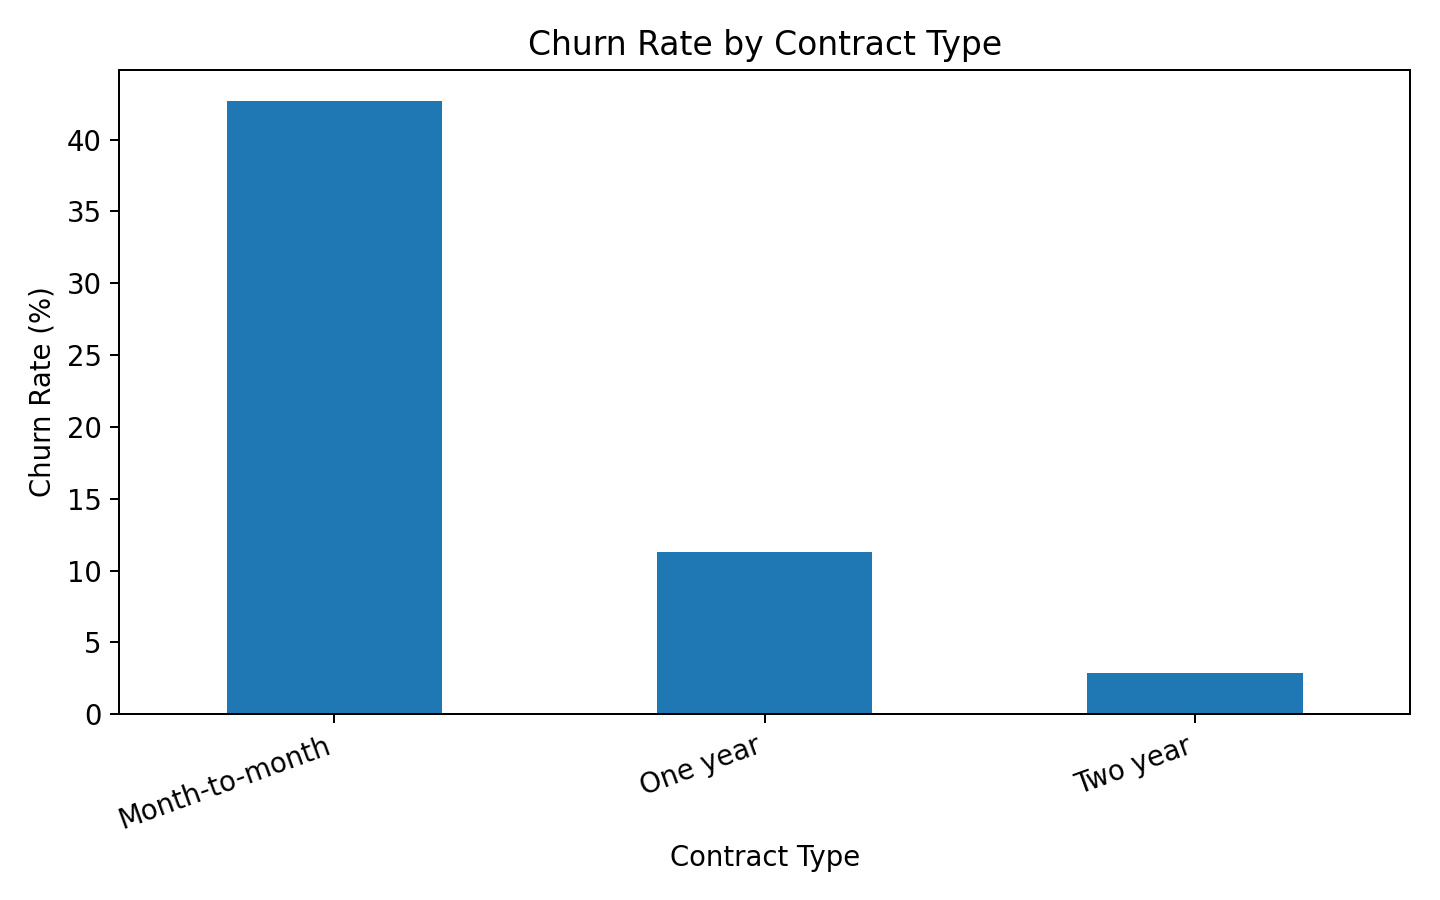 Churn Rate by Contract Type
Churn Rate (%)
40
35
30
25
20
15
10
5
0
Month-to-month
One year
Two year
Contract Type